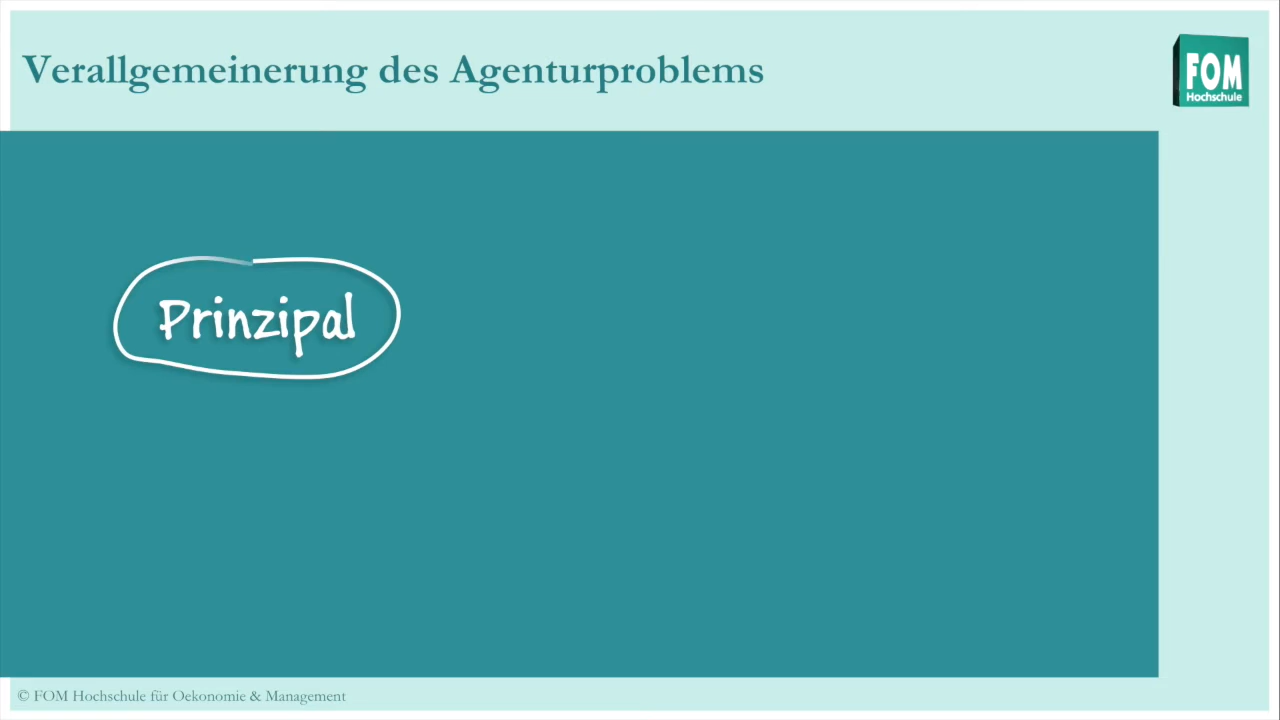 Verallgemeinerung des Agenturproblems
FOM
Hochschule
Prinzipal
© FOM Hochschule für Oekonomie & Management